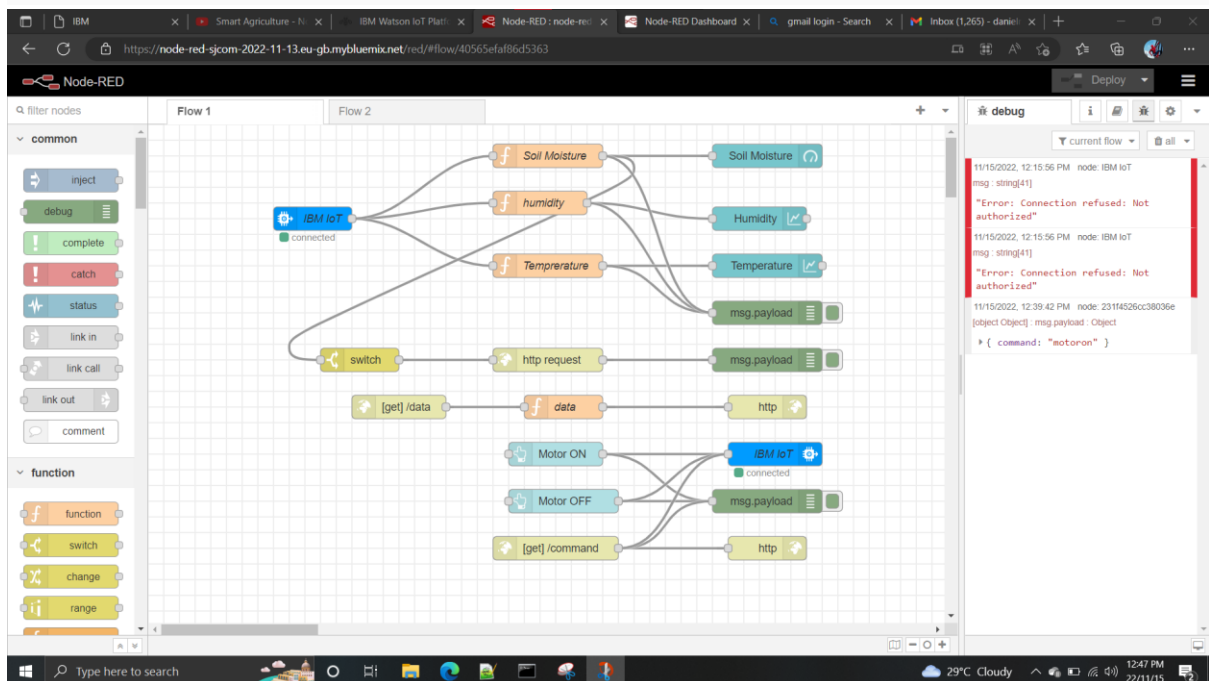 IBM
Smart Agriculture - N
IBM Watson IoT Platfo
Node-RED : node-red
Node-RED Dashboard
gmail login - Search
Inbox (1,265) - daniel
https://node-red-sjcom-2022-11-13.eu-gb.mybluemix.net/red/#flow/40565efaf86d5363
Node-RED
Deploy
filter nodes
Flow 1
Flow 2
debug
i
common
current flow
all
inject
debug
complete
catch
status
link in
link call
link out
comment
function
f function
switch
change
range
IBM IoT
connected
f Soil Moisture
f humidity
f Temprerature
Soil Moisture
Humidity
Temperature
msg.payload
switch
http request
msg.payload
[get] /data
f data
http
Motor ON
IBM IoT
connected
Motor OFF
msg.payload
[get] /command
http
11/15/2022, 12:15:56 PM node: IBM IoT
msg : string[41]
"Error: Connection refused: Not
authorized"
11/15/2022, 12:15:56 PM node: IBM IoT
msg : string[41]
"Error: Connection refused: Not
authorized"
11/15/2022, 12:39:42 PM node: 231f4526cc38036e
[object Object] : msg.payload : Object
{ command: "motoron" }
Type here to search
29°C Cloudy
12:47 PM
22/11/15